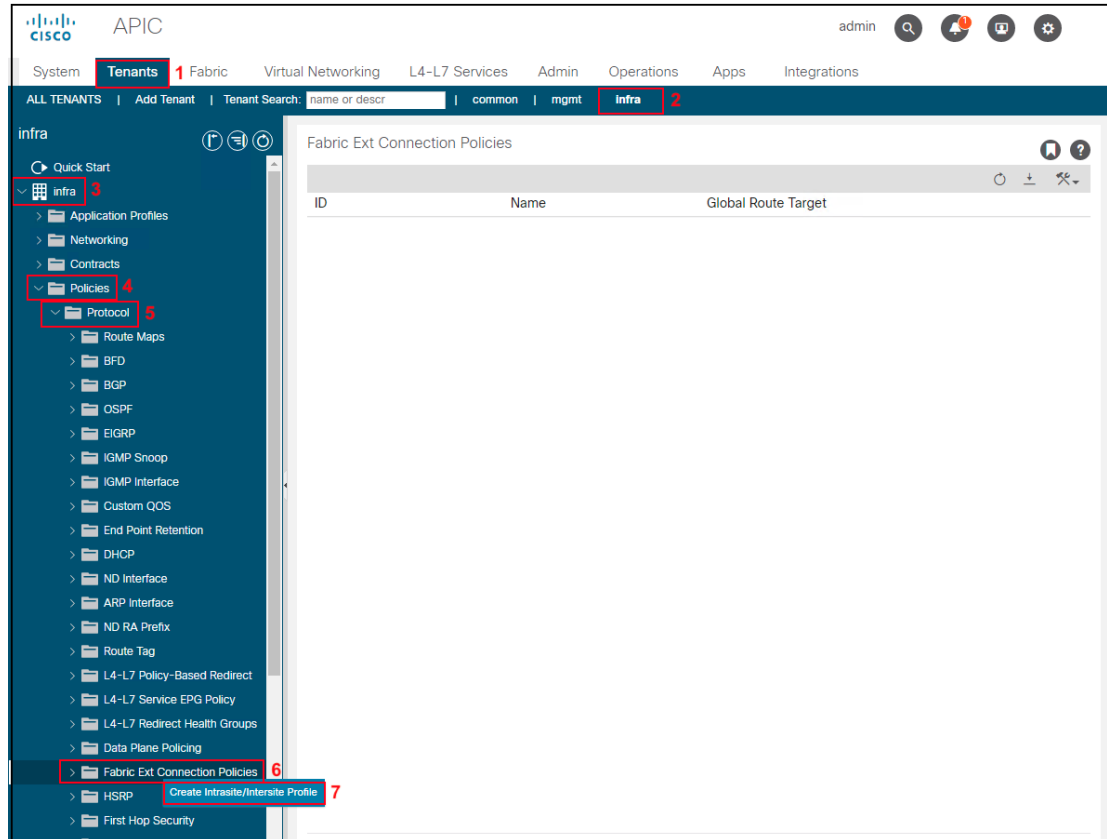 CISCO
APIC
admin
1
System
Tenants
1
Fabric
Virtual Networking
L4-L7 Services
Admin
Operations
Apps
Integrations
ALL TENANTS | Add Tenant | Tenant Search: name or descr | common | mgmt infra 2
infra
Quick Start
infra 3
Application Profiles
Networking
Contracts
Policies 4
Protocol 5
Route Maps
BFD
BGP
OSPF
EIGRP
IGMP Snoop
IGMP Interface
Custom QOS
End Point Retention
DHCP
ND Interface
ARP Interface
ND RA Prefix
Route Tag
L4-L7 Policy-Based Redirect
L4-L7 Service EPG Policy
L4-L7 Redirect Health Groups
Data Plane Policing
Fabric Ext Connection Policies 6
Create Intrasite/Intersite Profile 7
HSRP
First Hop Security
Fabric Ext Connection Policies
?
ID Name Global Route Target